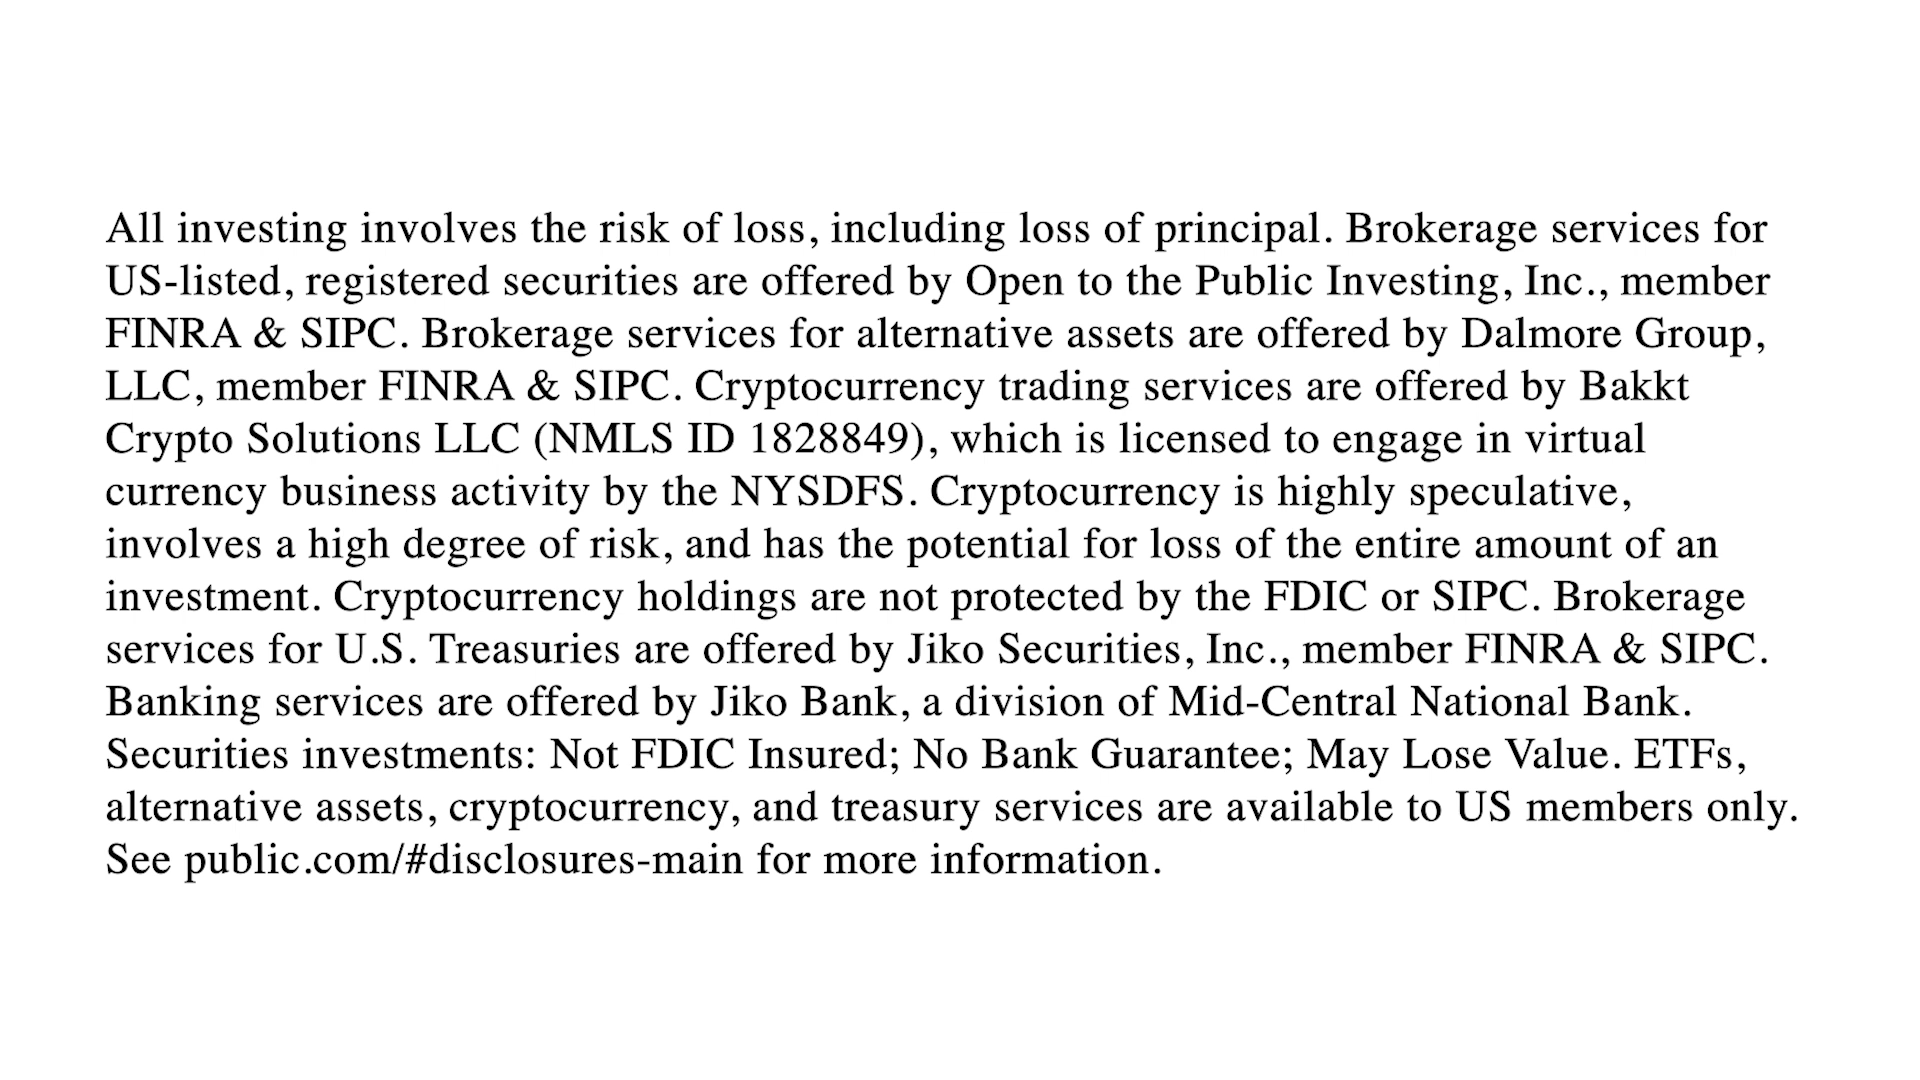 All investing involves the risk of loss, including loss of principal. Brokerage services for
US-listed, registered securities are offered by Open to the Public Investing, Inc., member
FINRA & SIPC. Brokerage services for alternative assets are offered by Dalmore Group,
LLC, member FINRA & SIPC. Cryptocurrency trading services are offered by Bakkt
Crypto Solutions LLC (NMLS ID 1828849), which is licensed to engage in virtual
currency business activity by the NYSDFS. Cryptocurrency is highly speculative,
involves a high degree of risk, and has the potential for loss of the entire amount of an
investment. Cryptocurrency holdings are not protected by the FDIC or SIPC. Brokerage
services for U.S. Treasuries are offered by Jiko Securities, Inc., member FINRA & SIPC.
Banking services are offered by Jiko Bank, a division of Mid-Central National Bank.
Securities investments: Not FDIC Insured; No Bank Guarantee; May Lose Value. ETFs,
alternative assets, cryptocurrency, and treasury services are available to US members only.
See public.com/#disclosures-main for more information.